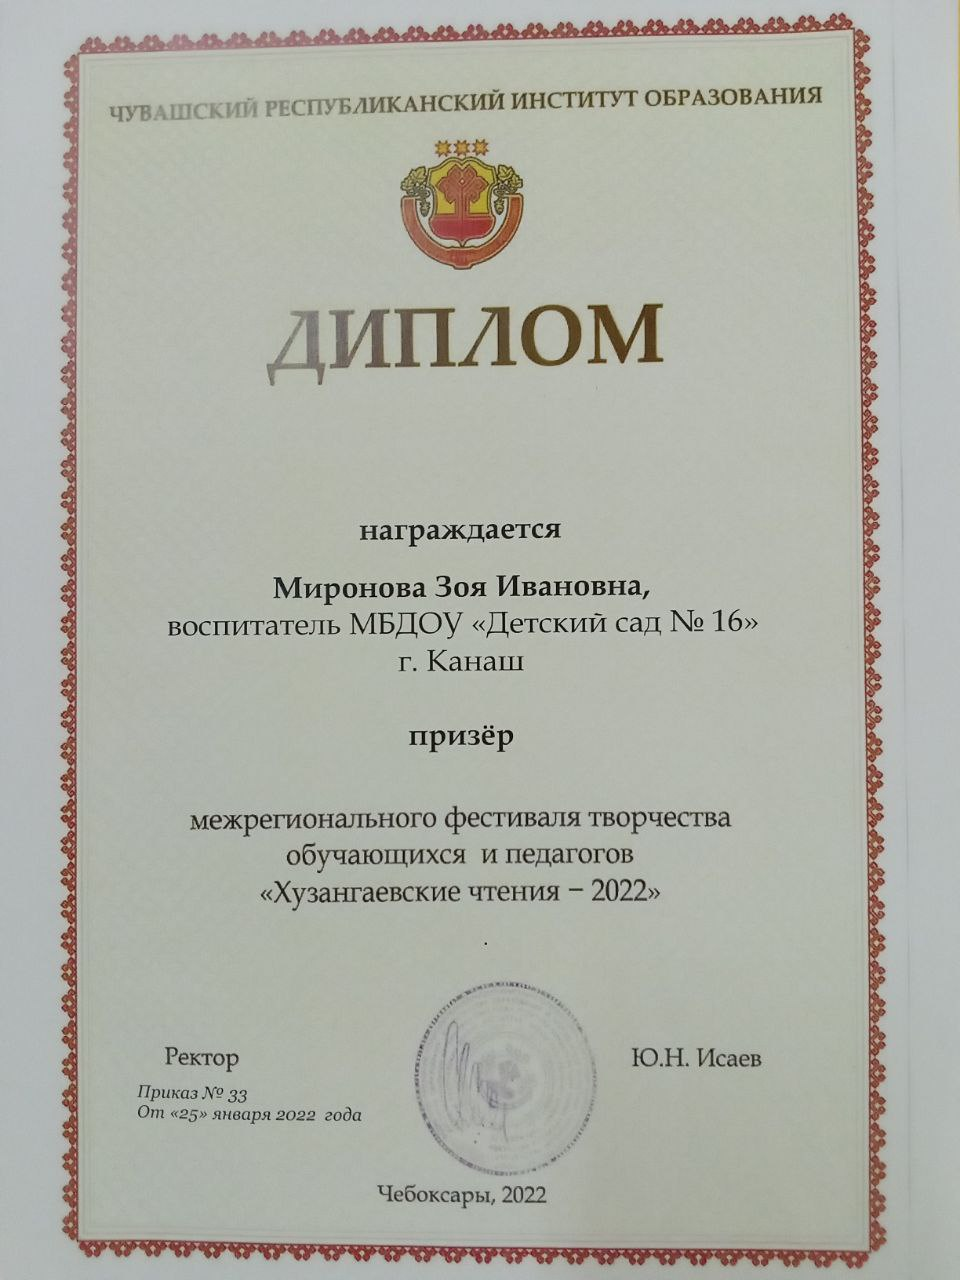 ЧУВАШСКИЙ РЕСПУБЛИКАНСКИЙ ИНСТИТУТ ОБРАЗОВАНИЯ
ДИПЛОМ
награждается
Миронова Зоя Ивановна,
воспитатель МБДОУ «Детский сад № 16»
г. Канаш
призёр
межрегионального фестиваля творчества
обучающихся и педагогов
«Хузангаевские чтения – 2022»
.
Ректор
Ю.Н. Исаев
Приказ № 33
От «25» января 2022 года
Чебоксары, 2022